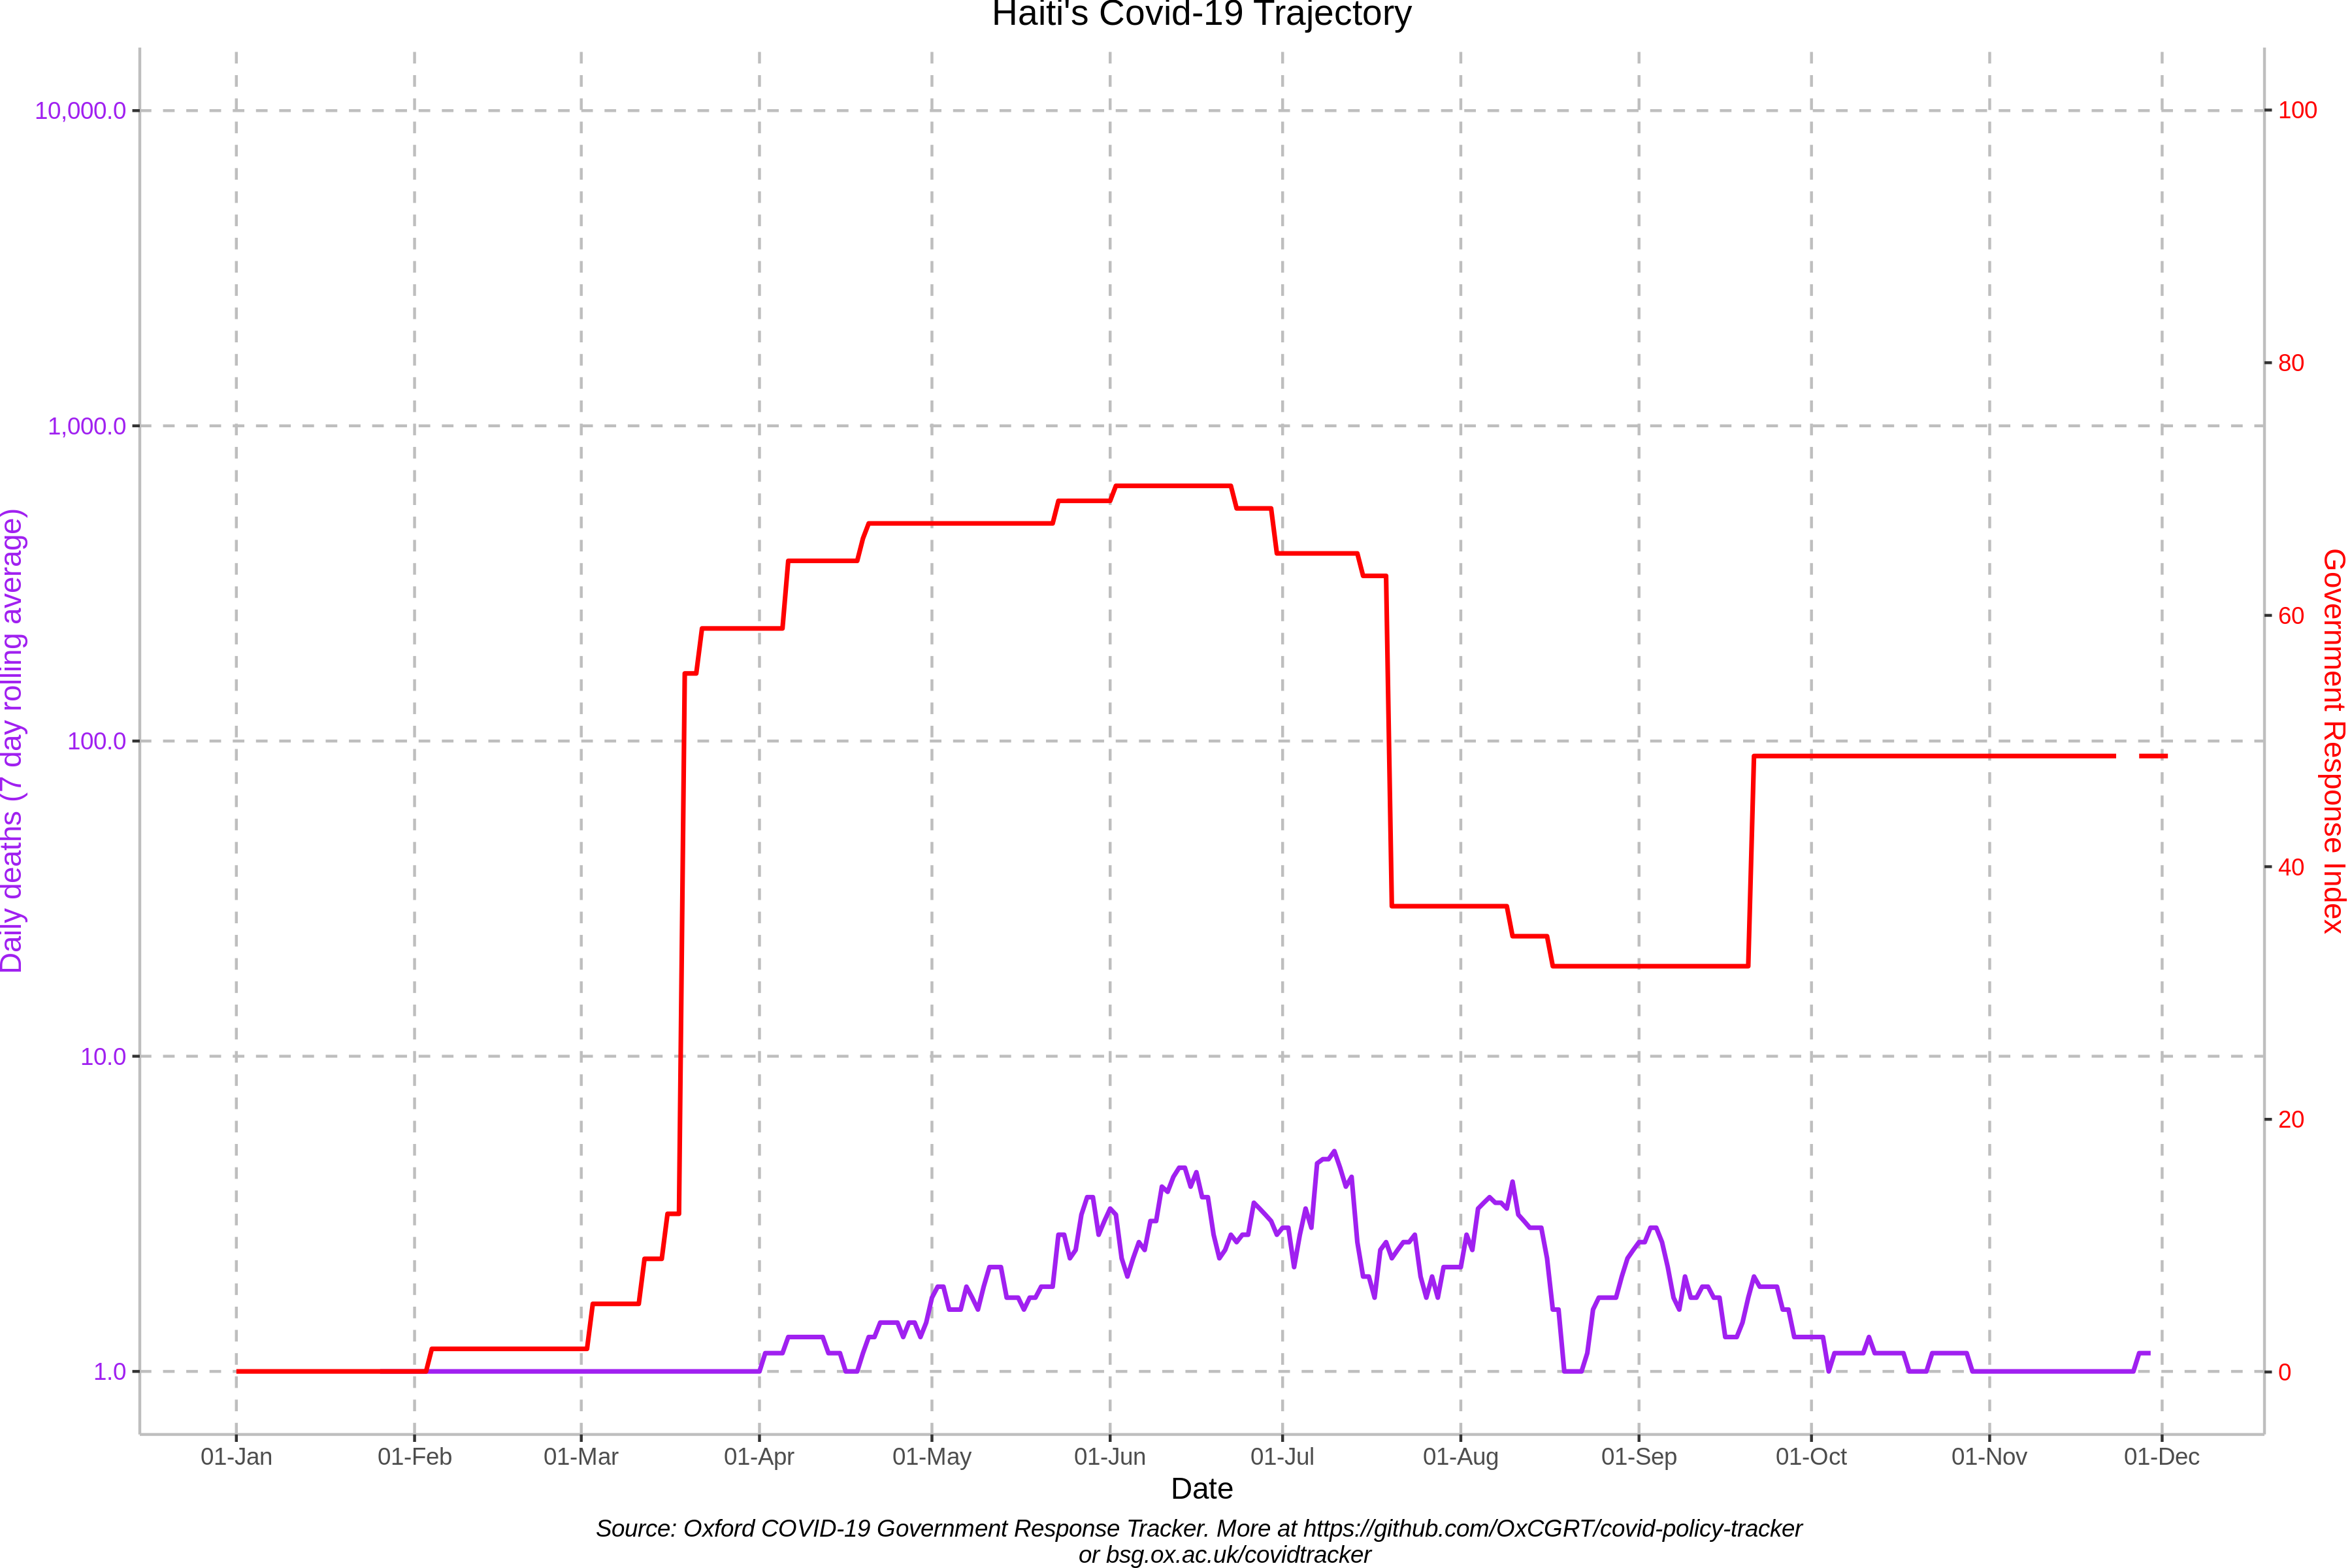 Haiti's Covid-19 Trajectory
10,000.0
1,000.0
100.0
10.0
1.0
Daily deaths (7 day rolling average)
100
80
60
40
20
0
Government Response Index
01-Jan 01-Feb 01-Mar 01-Apr 01-May 01-Jun 01-Jul 01-Aug 01-Sep 01-Oct 01-Nov 01-Dec
Date
Source: Oxford COVID-19 Government Response Tracker. More at https://github.com/OxCGRT/covid-policy-tracker
or bsg.ox.ac.uk/covidtracker